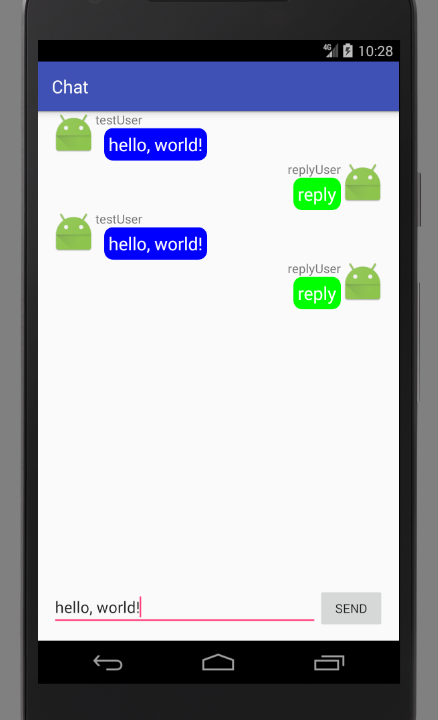 4G 10:28
Chat
testUser
hello, world!
replyUser
reply
testUser
hello, world!
replyUser
reply
hello, world!
SEND